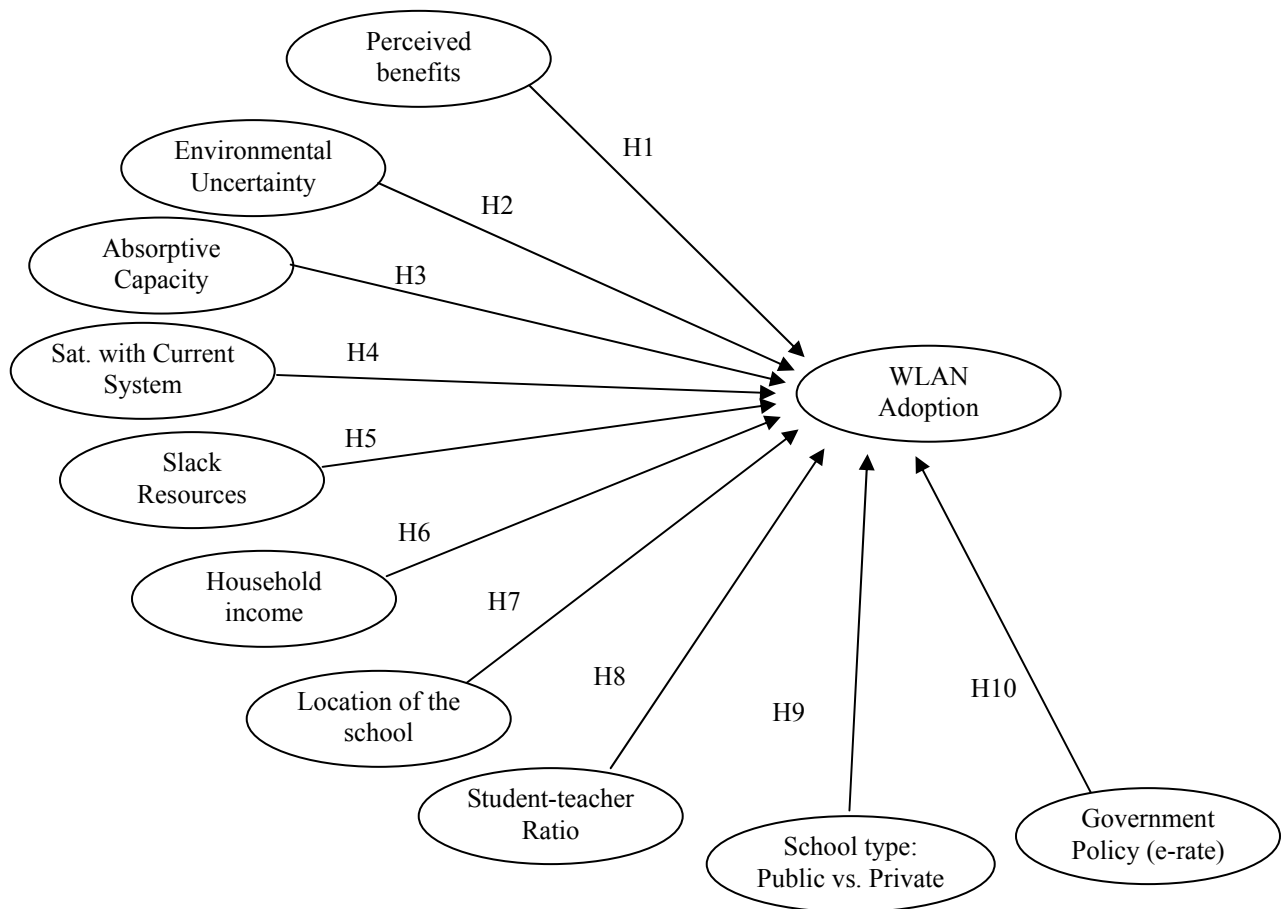 Perceived
benefits
H1
Environmental
Uncertainty
H2
Absorptive
Capacity
H3
Sat. with Current
System
H4
WLAN
Adoption
Slack
Resources
H5
Household
income
H6
Location of the
school
H7
Student-teacher
Ratio
H8
School type:
Public vs. Private
H9
Government
Policy (e-rate)
H10